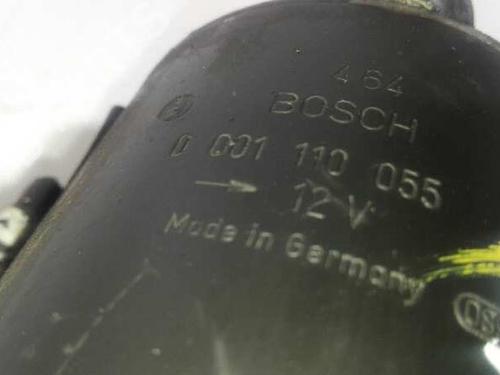 464
BOSCH
0 001 110 055
→ 12 V
Made in Germany